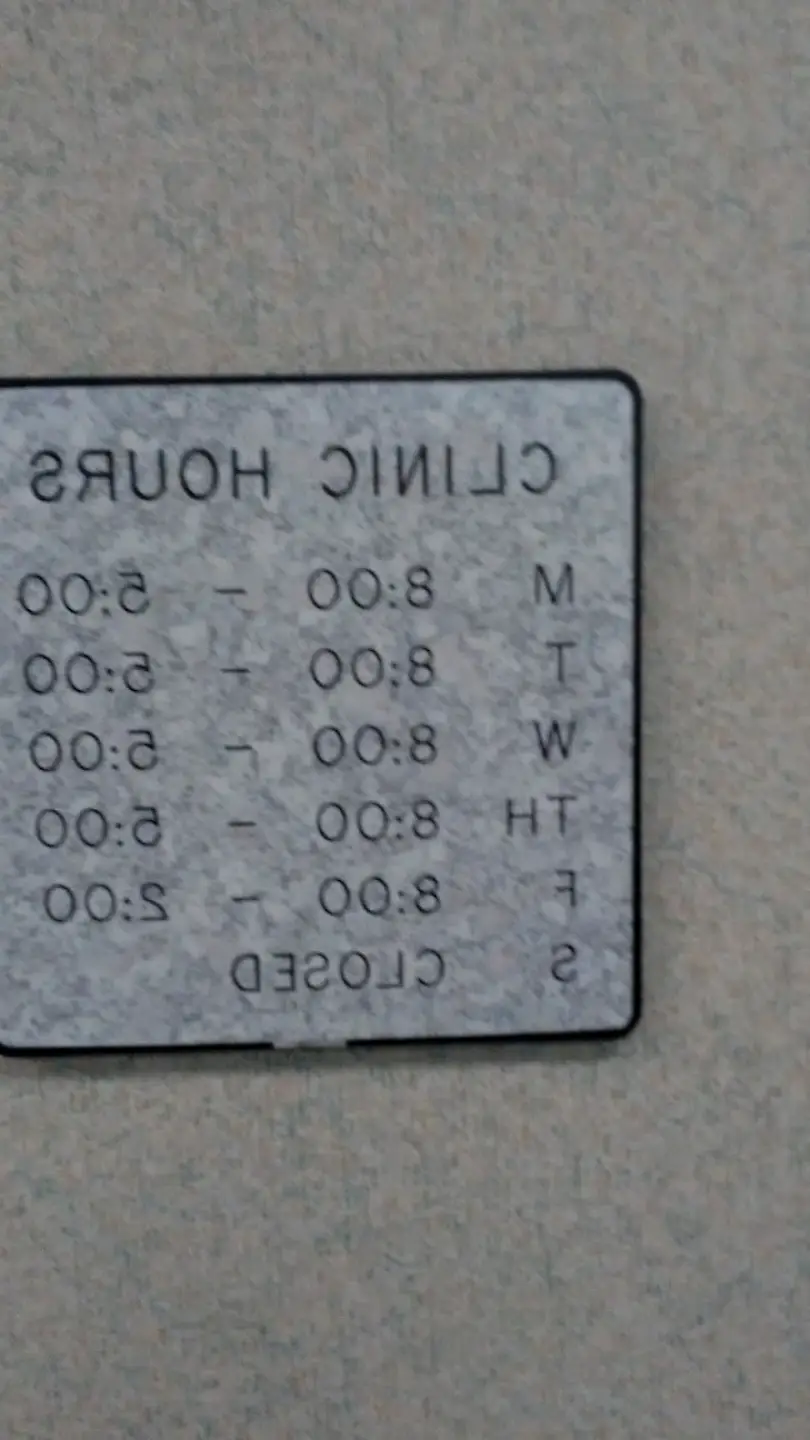 CLINIC HOURS
M 8:00 - 5:00
T 8:00 - 5:00
W 8:00 - 5:00
TH 8:00 - 5:00
F 8:00 - 2:00
S CLOSED